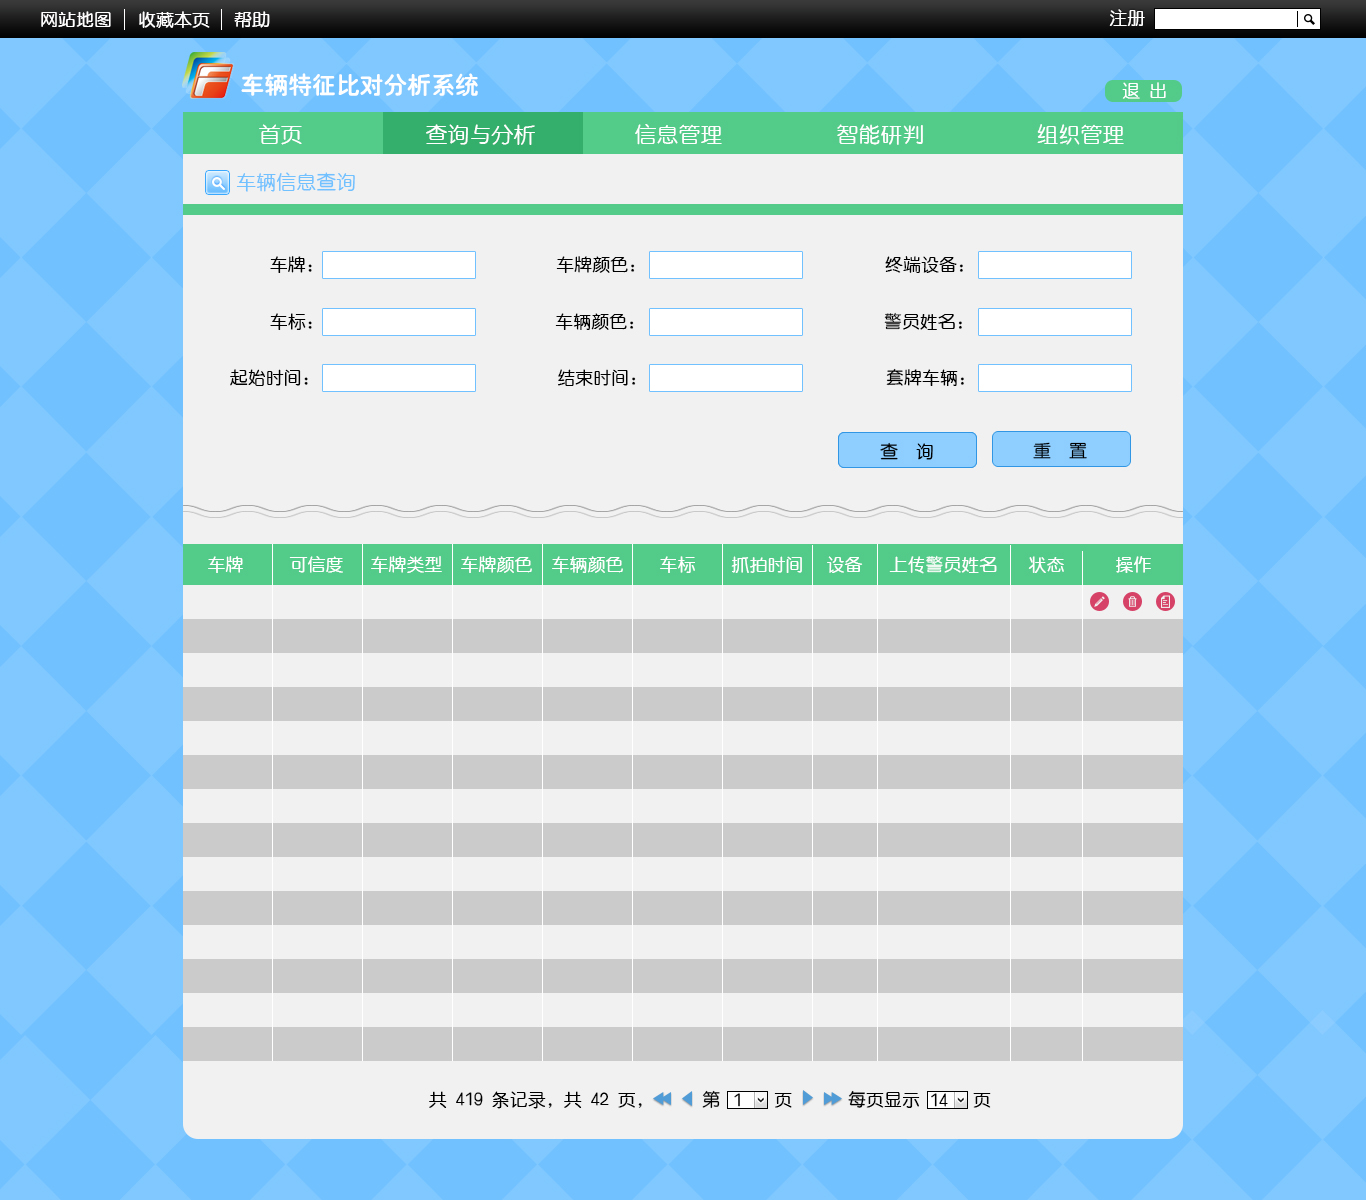 网站地图 收藏本页 帮助 注册
车辆特征比对分析系统
退 出
首页 查询与分析 信息管理 智能研判 组织管理
车辆信息查询
车牌： 车牌颜色： 终端设备：
车标： 车辆颜色： 警员姓名：
起始时间： 结束时间： 套牌车辆：
查 询 重 置
车牌 可信度 车牌类型 车牌颜色 车辆颜色 车标 抓拍时间 设备 上传警员姓名 状态 操作
共 419 条记录，共 42 页， 第 1 页 每页显示 14 页